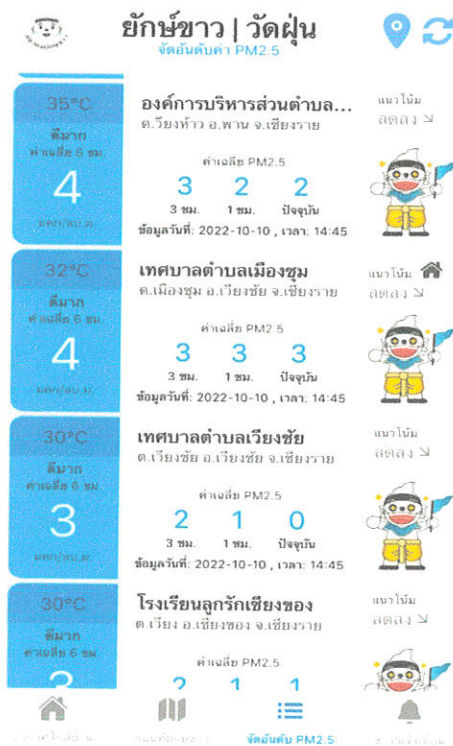 ยักษ์ขาว | วัดฝุ่น
จัดอันดับค่า PM2.5
35°C
ดีมาก
ค่าเฉลี่ย 6 ชม.
4
มคก/ลบ.ม.
องค์การบริหารส่วนตำบล...
ต.เวียงห้าว อ.พาน จ.เชียงราย
ค่าเฉลี่ย PM2.5
3 2 2
3 ชม. 1 ชม. ปัจจุบัน
ข้อมูลวันที่: 2022-10-10 , เวลา: 14:45
แนวโน้ม
ลดลง ↘
32°C
ดีมาก
ค่าเฉลี่ย 6 ชม.
4
มคก/ลบ.ม.
เทศบาลตำบลเมืองชุม
ต.เมืองชุม อ.เวียงชัย จ.เชียงราย
ค่าเฉลี่ย PM2.5
3 3 3
3 ชม. 1 ชม. ปัจจุบัน
ข้อมูลวันที่: 2022-10-10 , เวลา: 14:45
แนวโน้ม
ลดลง ↘
30°C
ดีมาก
ค่าเฉลี่ย 6 ชม.
3
มคก/ลบ.ม.
เทศบาลตำบลเวียงชัย
ต.เวียงชัย อ.เวียงชัย จ.เชียงราย
ค่าเฉลี่ย PM2.5
2 1 0
3 ชม. 1 ชม. ปัจจุบัน
ข้อมูลวันที่: 2022-10-10 , เวลา: 14:45
แนวโน้ม
ลดลง ↘
30°C
ดีมาก
ค่าเฉลี่ย 6 ชม.
3
โรงเรียนลูกรักเชียงของ
ต.เวียง อ.เชียงของ จ.เชียงราย
ค่าเฉลี่ย PM2.5
2 1 1
แนวโน้ม
ลดลง ↘
จัดอันดับ PM2.5